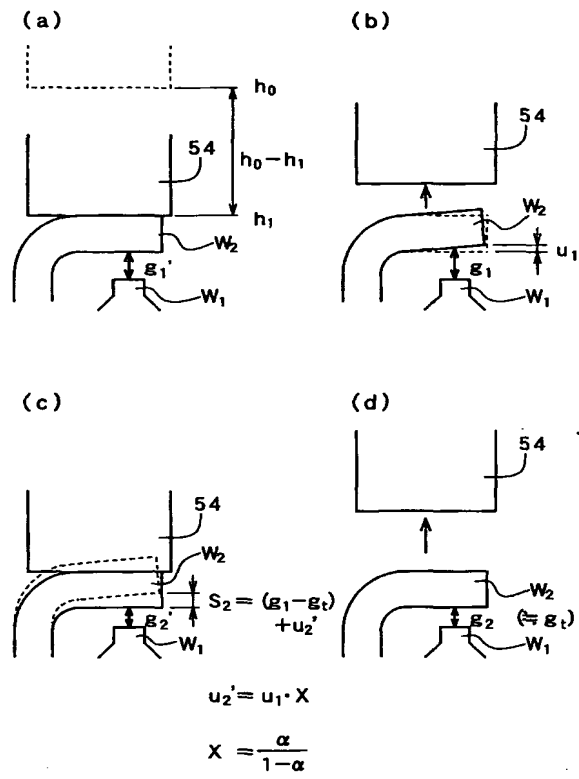 (a)
h₀
54
h₀−h₁
h₁
W₂
g₁'
W₁
(b)
54
W₂
u₁
g₁
W₁
(c)
54
W₂
S₂ = (g₁−gₜ)
+u₂'
g₂'
W₁
(d)
54
W₂
g₂
(≒gₜ)
W₁
u₂' = u₁・X
X = α
1−α